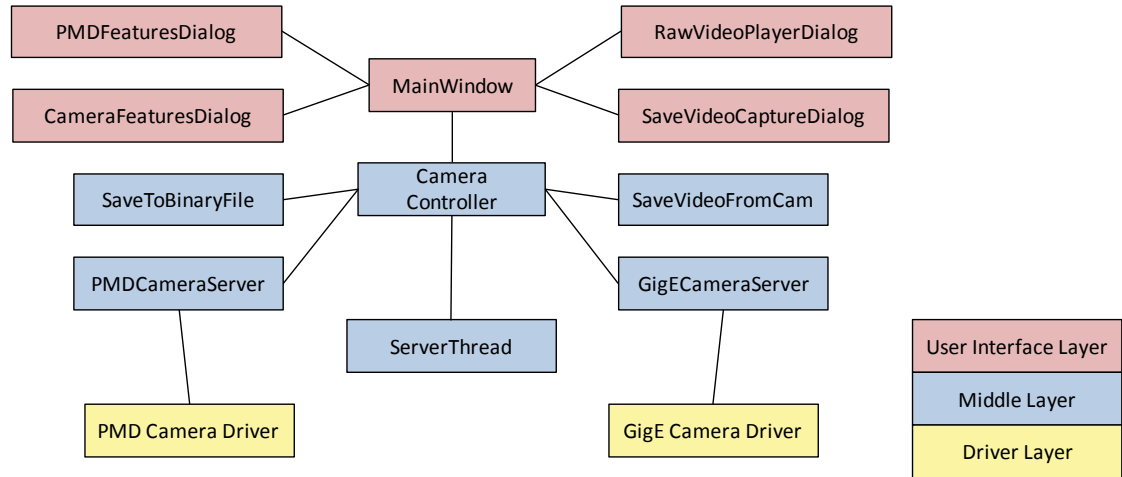 PMDFeaturesDialog
RawVideoPlayerDialog
MainWindow
CameraFeaturesDialog
SaveVideoCaptureDialog
Camera
Controller
SaveToBinaryFile
SaveVideoFromCam
PMDCameraServer
GigECameraServer
ServerThread
User Interface Layer
Middle Layer
PMD Camera Driver
GigE Camera Driver
Driver Layer